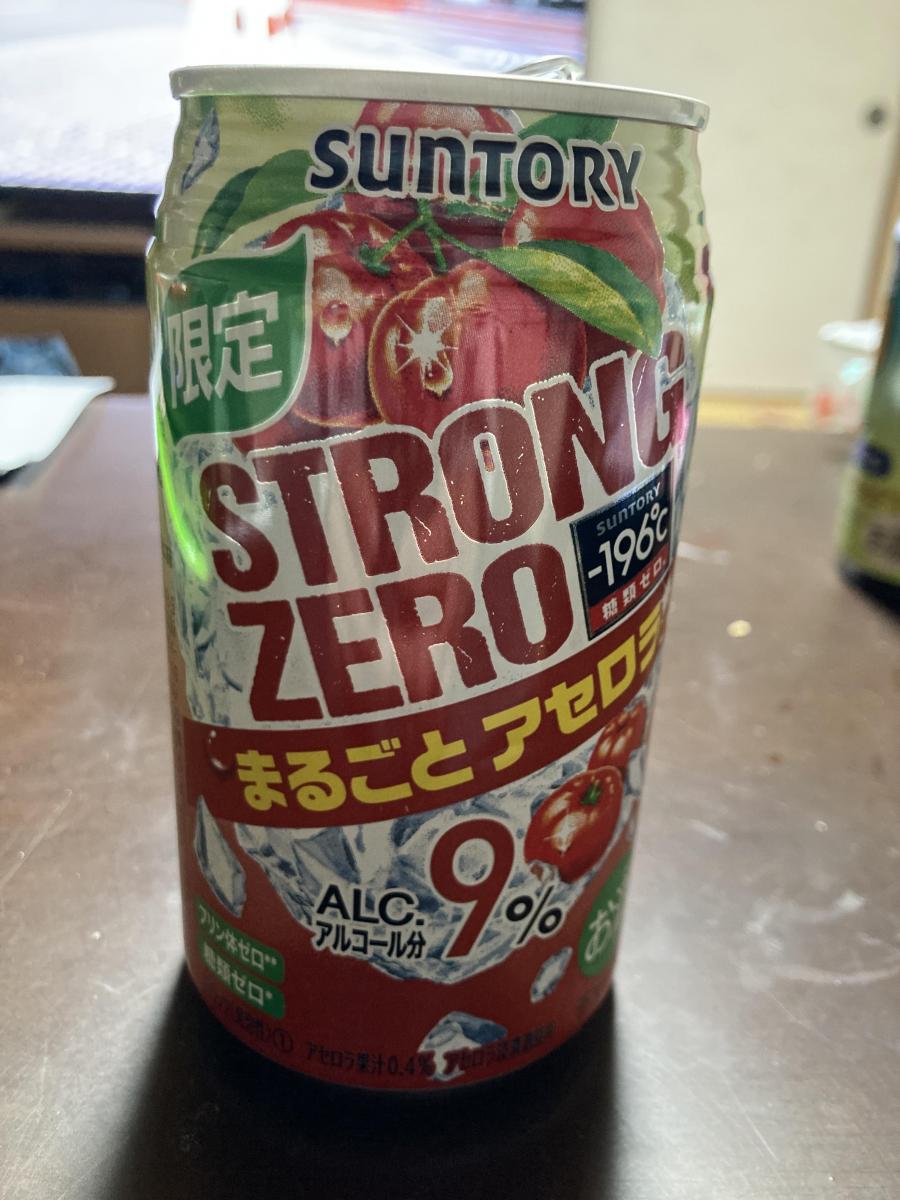 SUNTORY
限定
STRONG
ZERO
SUNTORY
-196℃
糖類ゼロ
まるごとアセロラ
ALC.
アルコール分
9%
プリン体ゼロ**
糖類ゼロ*
アセロラ果汁0.4%